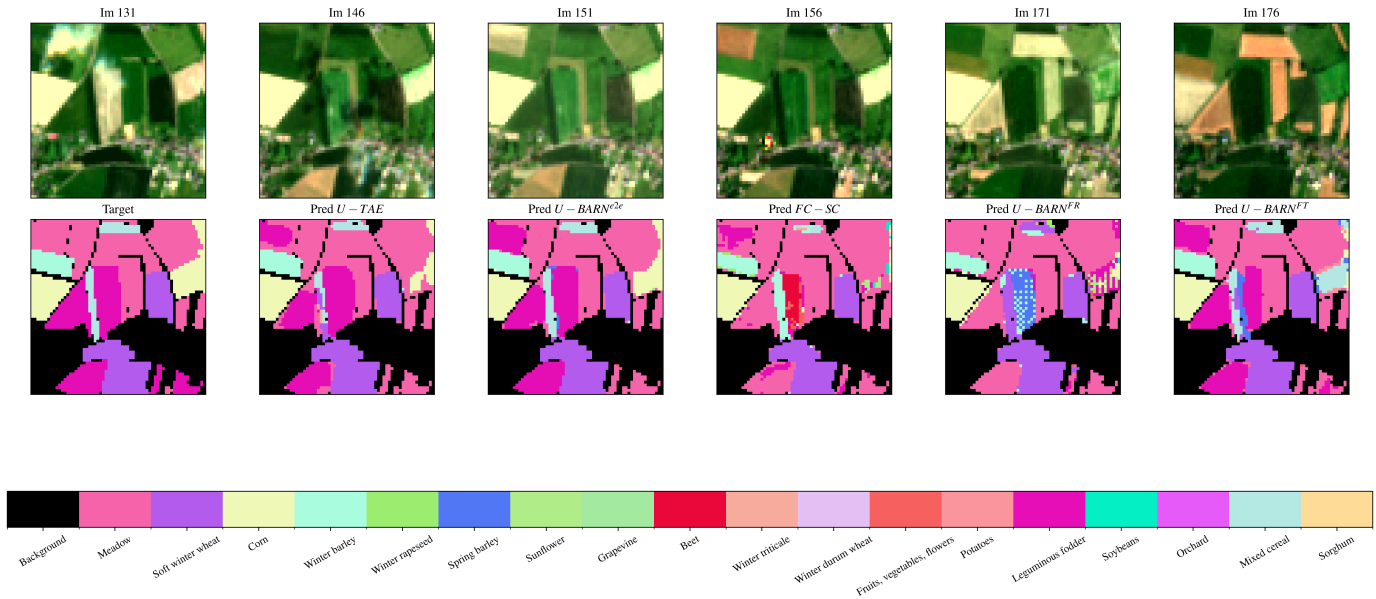 Im 131 Im 146 Im 151 Im 156 Im 171 Im 176
Target Pred U − TAE Pred U − BARN^{e2e} Pred FC − SC Pred U − BARN^{FR} Pred U − BARN^{FT}
Background Meadow Soft winter wheat Corn Winter barley Winter rapeseed Spring barley Sunflower Grapevine Beet Winter triticale Winter durum wheat Fruits, vegetables, flowers Potatoes Leguminous fodder Soybeans Orchard Mixed cereal Sorghum